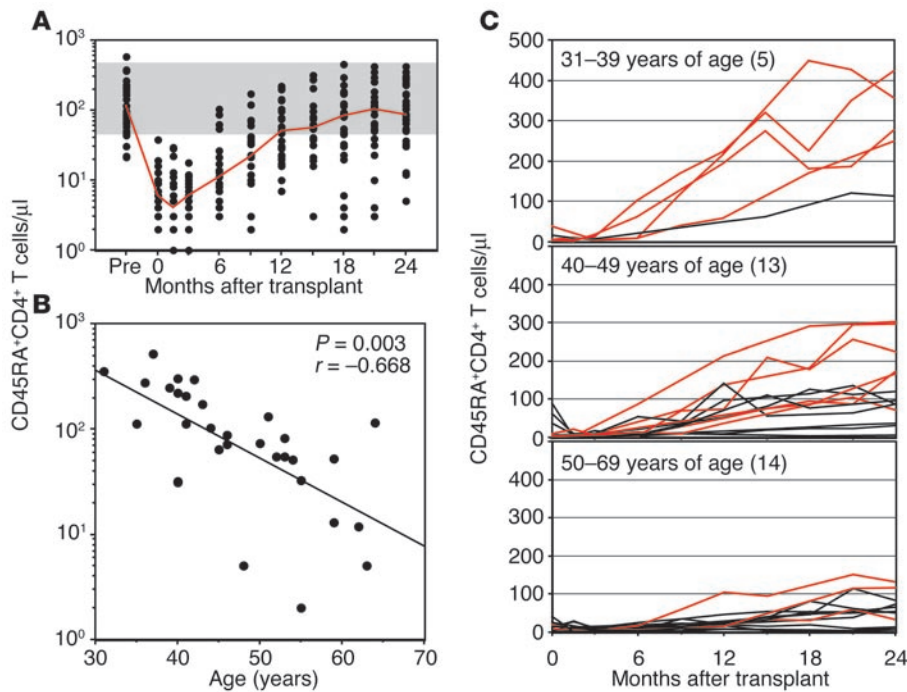 A
10³
10²
10¹
10⁰
Pre 0 6 12 18 24
Months after transplant
CD45RA⁺CD4⁺ T cells/µl
B
10³
10²
10¹
10⁰
P = 0.003
r = –0.668
30 40 50 60 70
Age (years)
C
500
400
300
200
100
0
31–39 years of age (5)
400
300
200
100
0
40–49 years of age (13)
400
300
200
100
0
50–69 years of age (14)
CD45RA⁺CD4⁺ T cells/µl
0 6 12 18 24
Months after transplant